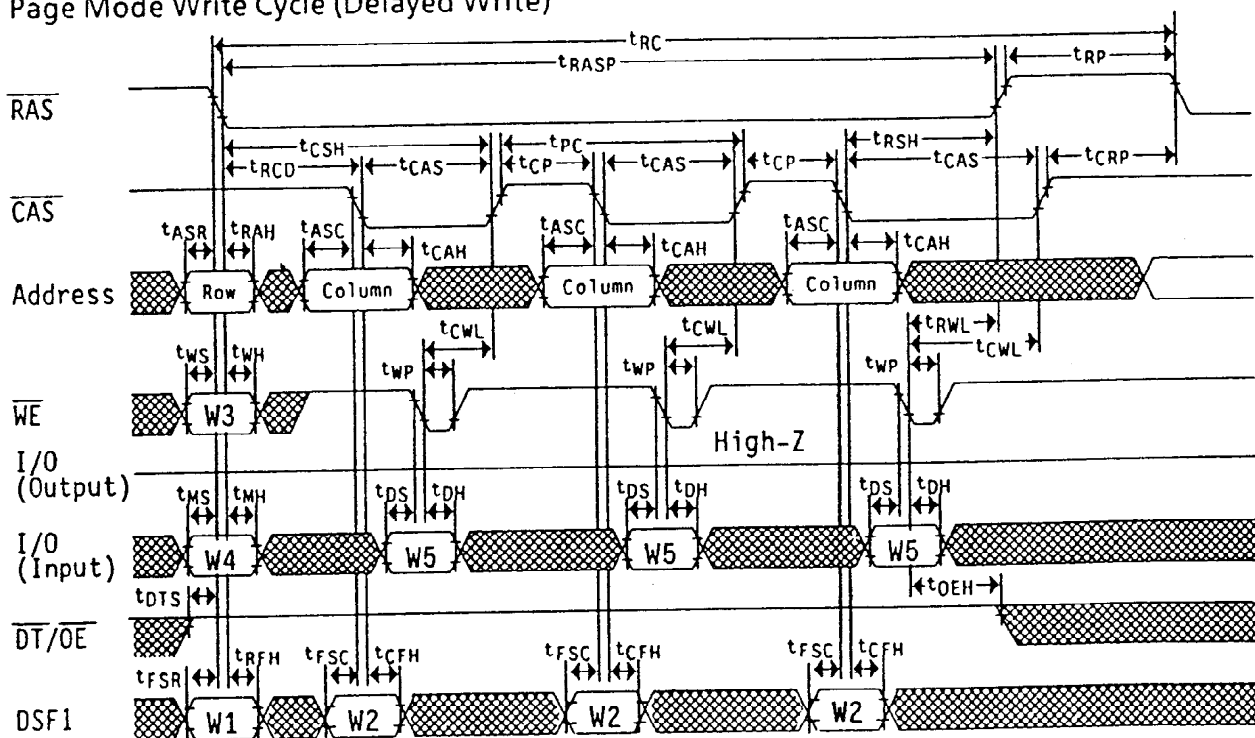 Page Mode Write Cycle (Delayed Write)
tRC
tRASP tRP
RAS
tCSH tPC tRSH
tRCD tCAS tCP tCAS tCP tCAS tCRP
CAS
tASR tRAH tASC tCAH tASC tCAH tASC tCAH
Address Row Column Column Column
tCWL tCWL tRWL
tCWL
tWS tWH tWP tWP tWP
WE W3
High-Z
I/O
(Output)
tMS tMH tDS tDH tDS tDH tDS tDH
I/O
(Input)
W4 W5 W5 W5
tDTS tOEH
DT/OE
tFSR tRFH tFSC tCFH tFSC tCFH tFSC tCFH
DSF1 W1 W2 W2 W2